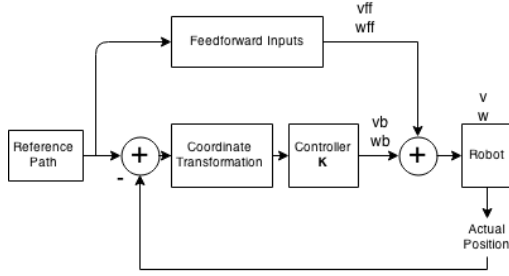 vff
wff
Feedforward Inputs
Reference
Path
+
-
Coordinate
Transformation
Controller
K
vb
wb
+
v
w
Robot
Actual
Position